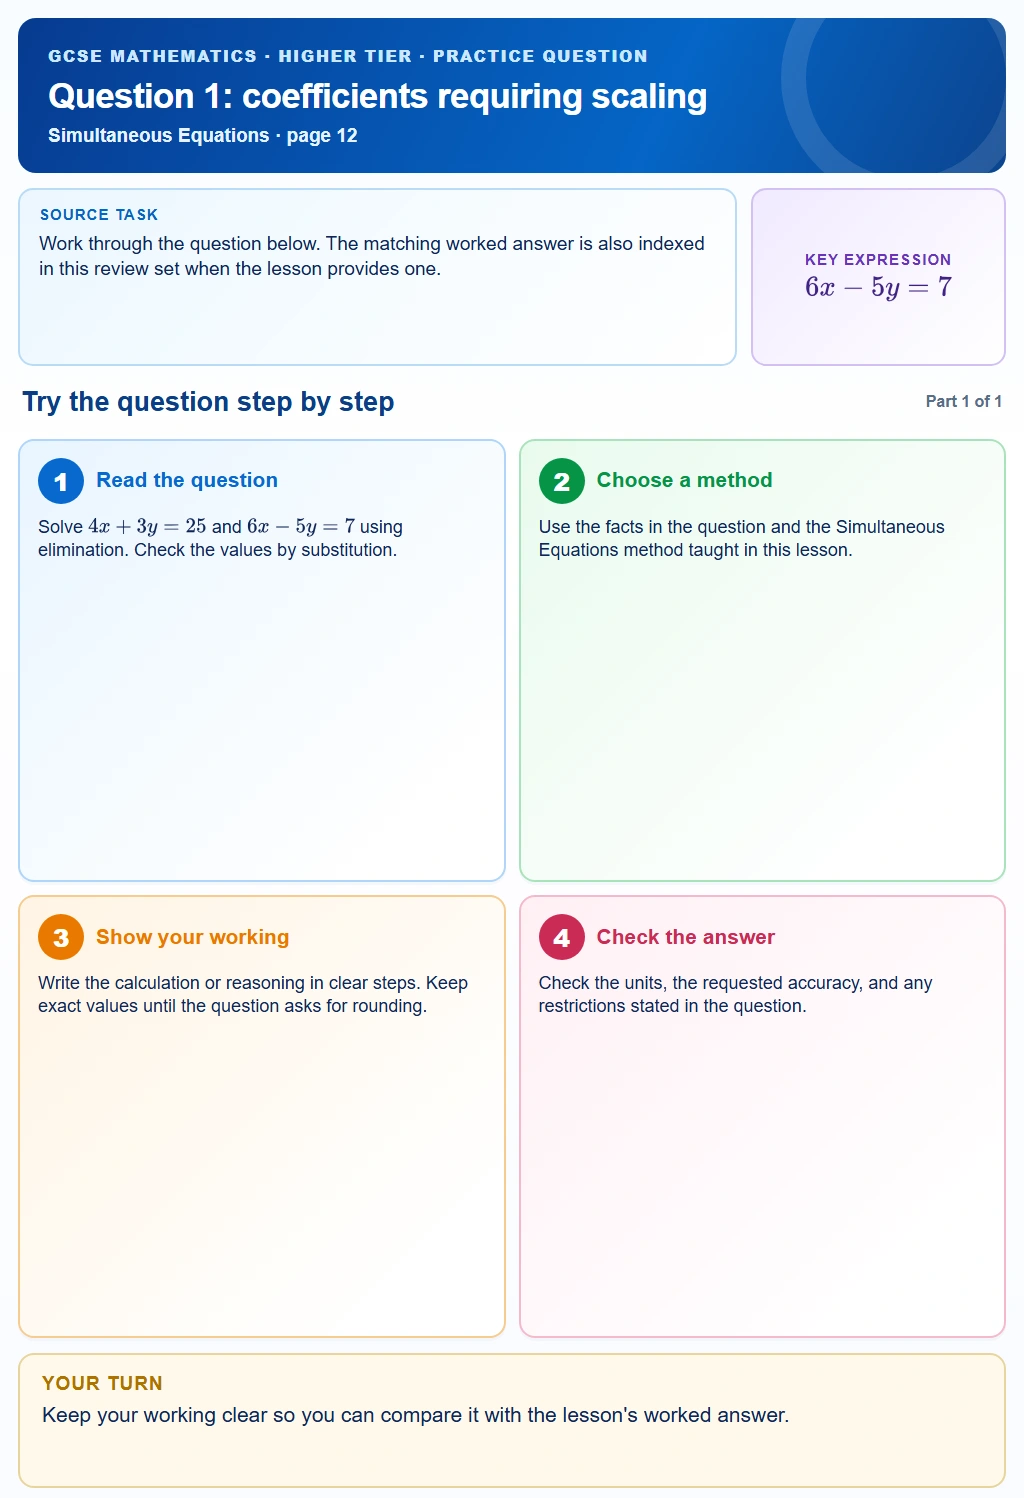 GCSE MATHEMATICS · HIGHER TIER · PRACTICE QUESTION
Question 1: coefficients requiring scaling
Simultaneous Equations · page 12
SOURCE TASK
Work through the question below. The matching worked answer is also indexed
in this review set when the lesson provides one.
KEY EXPRESSION
6x − 5y = 7
Try the question step by step
Part 1 of 1
1 Read the question
Solve 4x + 3y = 25 and 6x − 5y = 7 using
elimination. Check the values by substitution.
2 Choose a method
Use the facts in the question and the Simultaneous
Equations method taught in this lesson.
3 Show your working
Write the calculation or reasoning in clear steps. Keep
exact values until the question asks for rounding.
4 Check the answer
Check the units, the requested accuracy, and any
restrictions stated in the question.
YOUR TURN
Keep your working clear so you can compare it with the lesson's worked answer.